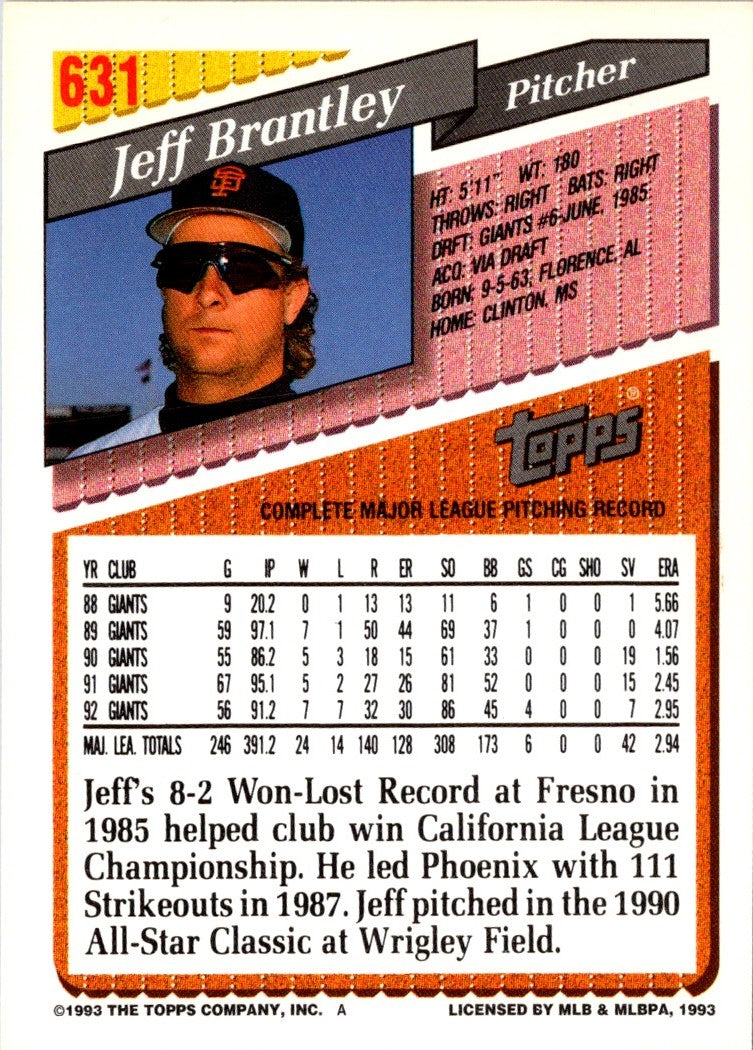 631
Jeff Brantley
Pitcher
SF
HT: 5'11" WT: 180
THROWS: RIGHT BATS: RIGHT
DRFT: GIANTS #6-JUNE, 1985
ACQ: VIA DRAFT
BORN: 9-5-63, FLORENCE, AL
HOME: CLINTON, MS
TOPPS®
COMPLETE MAJOR LEAGUE PITCHING RECORD
YR CLUB G IP W L R ER SO BB GS CG SHO SV ERA
88 GIANTS 9 20.2 0 1 13 13 11 6 1 0 0 1 5.66
89 GIANTS 59 97.1 7 1 50 44 69 37 1 0 0 0 4.07
90 GIANTS 55 86.2 5 3 18 15 61 33 0 0 0 19 1.56
91 GIANTS 67 95.1 5 2 27 26 81 52 0 0 0 15 2.45
92 GIANTS 56 91.2 7 7 32 30 86 45 4 0 0 7 2.95
MAJ. LEA. TOTALS 246 391.2 24 14 140 128 308 173 6 0 0 42 2.94
Jeff's 8-2 Won-Lost Record at Fresno in
1985 helped club win California League
Championship. He led Phoenix with 111
Strikeouts in 1987. Jeff pitched in the 1990
All-Star Classic at Wrigley Field.
©1993 THE TOPPS COMPANY, INC. A
LICENSED BY MLB & MLBPA, 1993